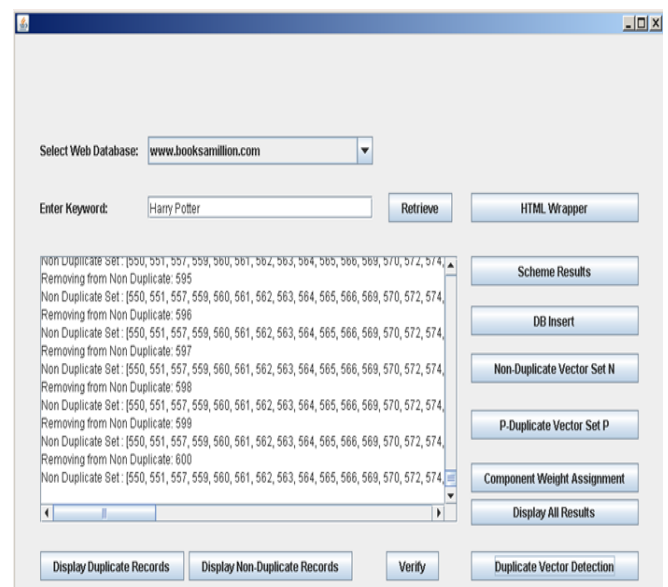 Select Web Database: www.booksamillion.com
Enter Keyword: Harry Potter Retrieve HTML Wrapper
Non Duplicate Set : [550, 551, 557, 559, 560, 561, 562, 563, 564, 565, 566, 569, 570, 572, 574,
Removing from Non Duplicate: 595
Non Duplicate Set : [550, 551, 557, 559, 560, 561, 562, 563, 564, 565, 566, 569, 570, 572, 574,
Removing from Non Duplicate: 596
Non Duplicate Set : [550, 551, 557, 559, 560, 561, 562, 563, 564, 565, 566, 569, 570, 572, 574,
Removing from Non Duplicate: 597
Non Duplicate Set : [550, 551, 557, 559, 560, 561, 562, 563, 564, 565, 566, 569, 570, 572, 574,
Removing from Non Duplicate: 598
Non Duplicate Set : [550, 551, 557, 559, 560, 561, 562, 563, 564, 565, 566, 569, 570, 572, 574,
Removing from Non Duplicate: 599
Non Duplicate Set : [550, 551, 557, 559, 560, 561, 562, 563, 564, 565, 566, 569, 570, 572, 574,
Removing from Non Duplicate: 600
Non Duplicate Set : [550, 551, 557, 559, 560, 561, 562, 563, 564, 565, 566, 569, 570, 572, 574,
Scheme Results
DB Insert
Non-Duplicate Vector Set N
P-Duplicate Vector Set P
Component Weight Assignment
Display All Results
Display Duplicate Records Display Non-Duplicate Records Verify Duplicate Vector Detection